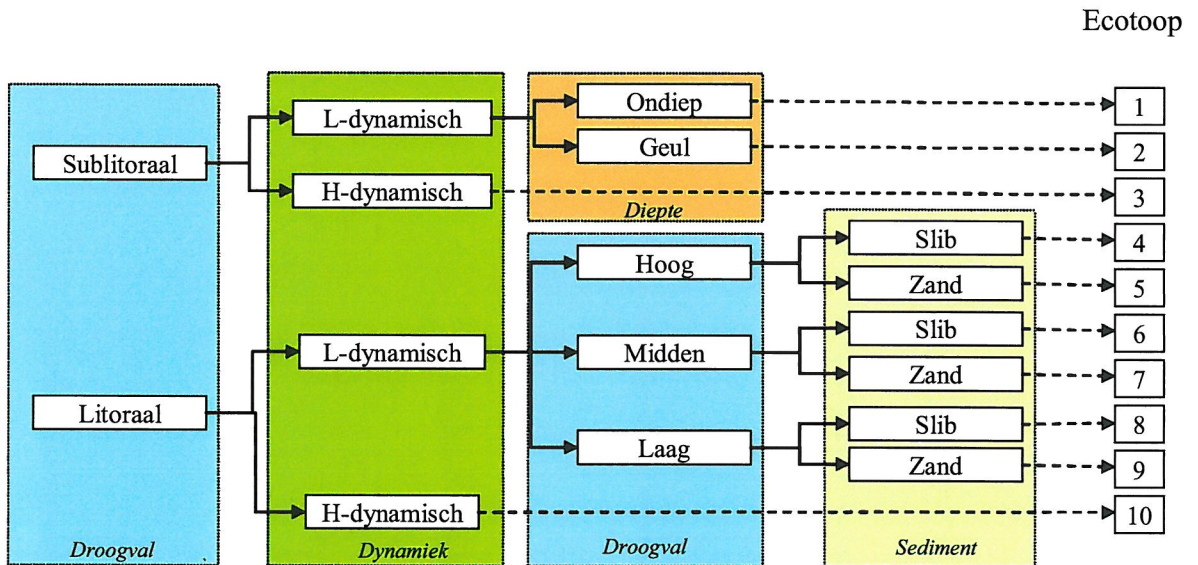 Ecotoop
Sublitoraal
Litoraal
Droogval
L-dynamisch
H-dynamisch
L-dynamisch
H-dynamisch
Dynamiek
Ondiep
Geul
Diepte
Hoog
Midden
Laag
Droogval
Slib
Zand
Slib
Zand
Slib
Zand
Sediment
1
2
3
4
5
6
7
8
9
10